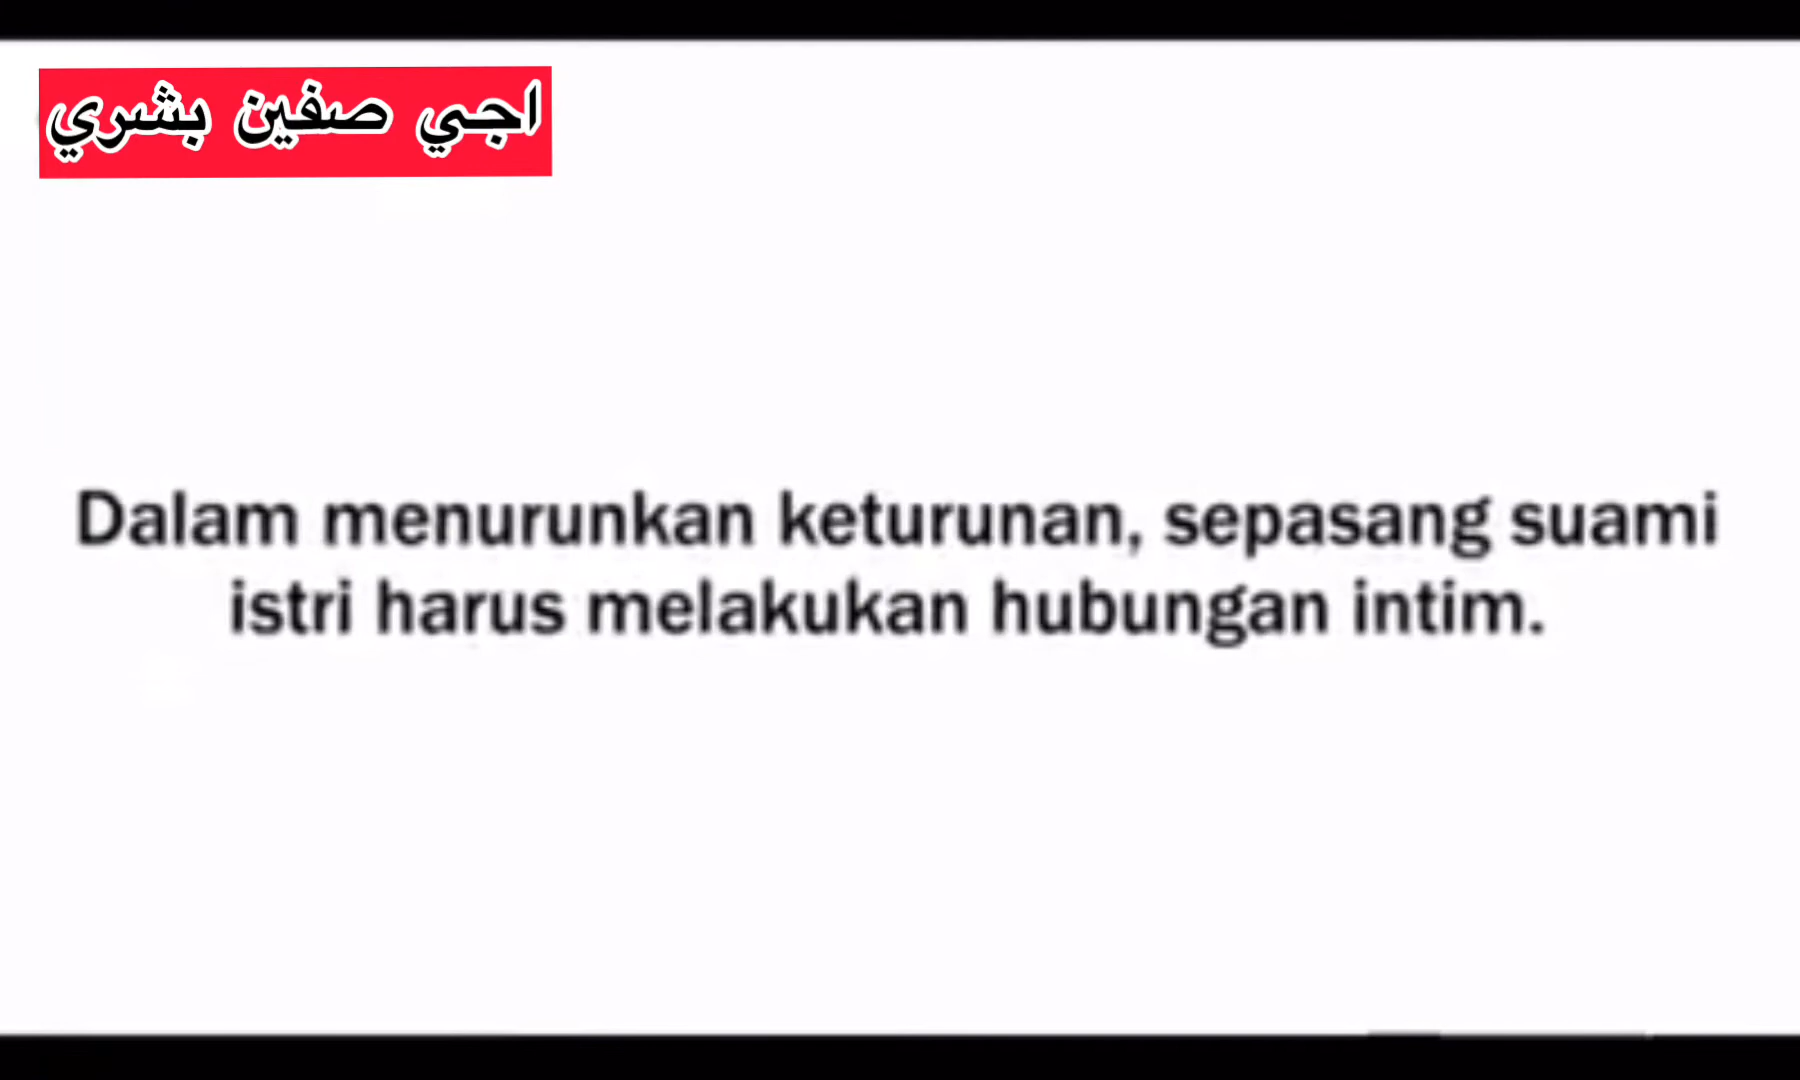 اجي صفين بشري
Dalam menurunkan keturunan, sepasang suami
istri harus melakukan hubungan intim.